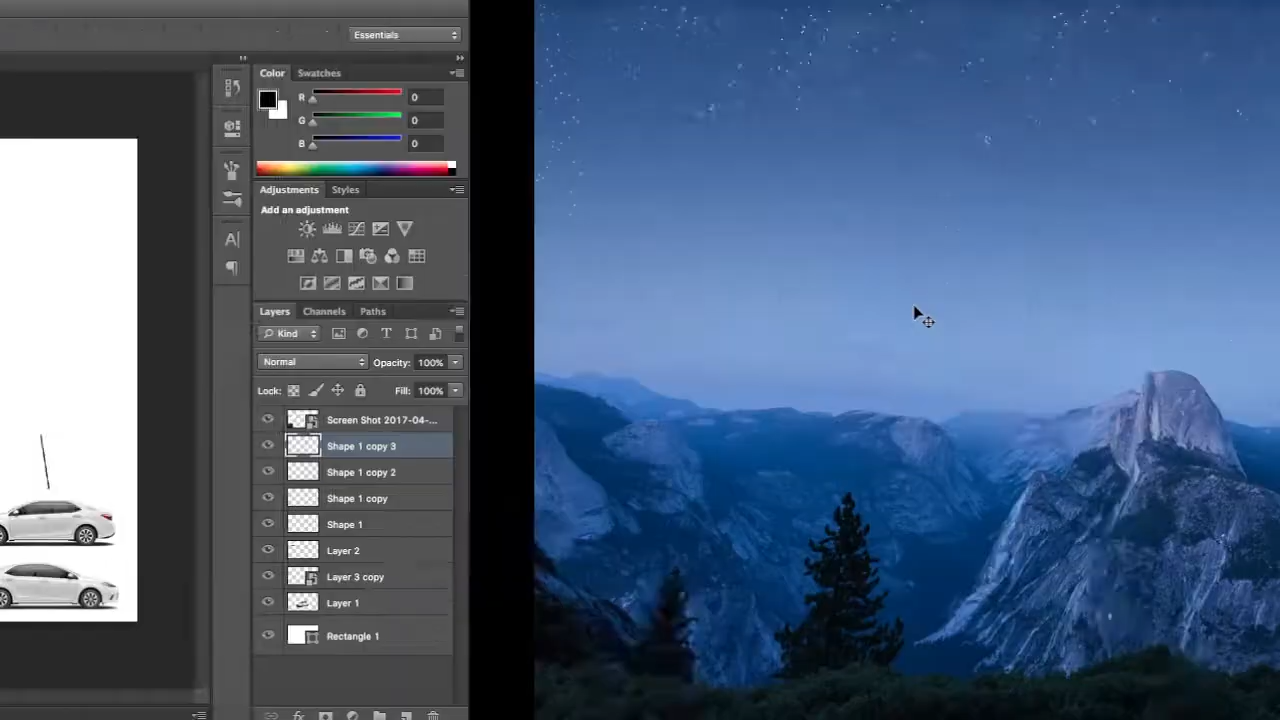 Essentials
Color Swatches
R 0
G 0
B 0
Adjustments Styles
Add an adjustment
Layers Channels Paths
Kind T
Normal Opacity: 100%
Lock: Fill: 100%
Screen Shot 2017-04-...
Shape 1 copy 3
Shape 1 copy 2
Shape 1 copy
Shape 1
Layer 2
Layer 3 copy
Layer 1
Rectangle 1
fx
A